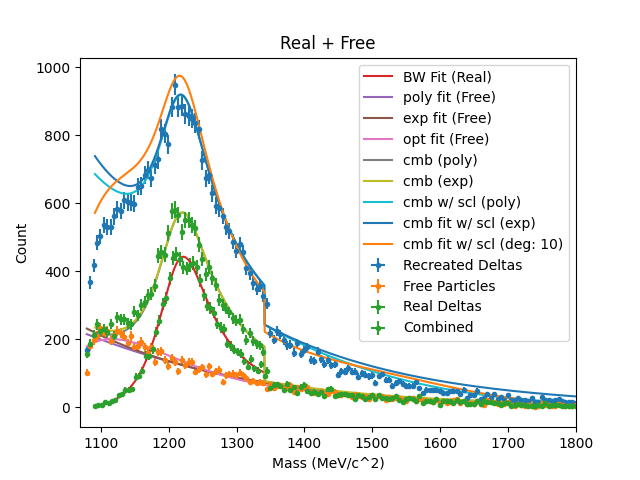 Real + Free
1000
800
600
400
200
0
Count
1100
1200
1300
1400
1500
1600
1700
1800
Mass (MeV/c^2)
BW Fit (Real)
poly fit (Free)
exp fit (Free)
opt fit (Free)
cmb (poly)
cmb (exp)
cmb w/ scl (poly)
cmb fit w/ scl (exp)
cmb fit w/ scl (deg: 10)
Recreated Deltas
Free Particles
Real Deltas
Combined